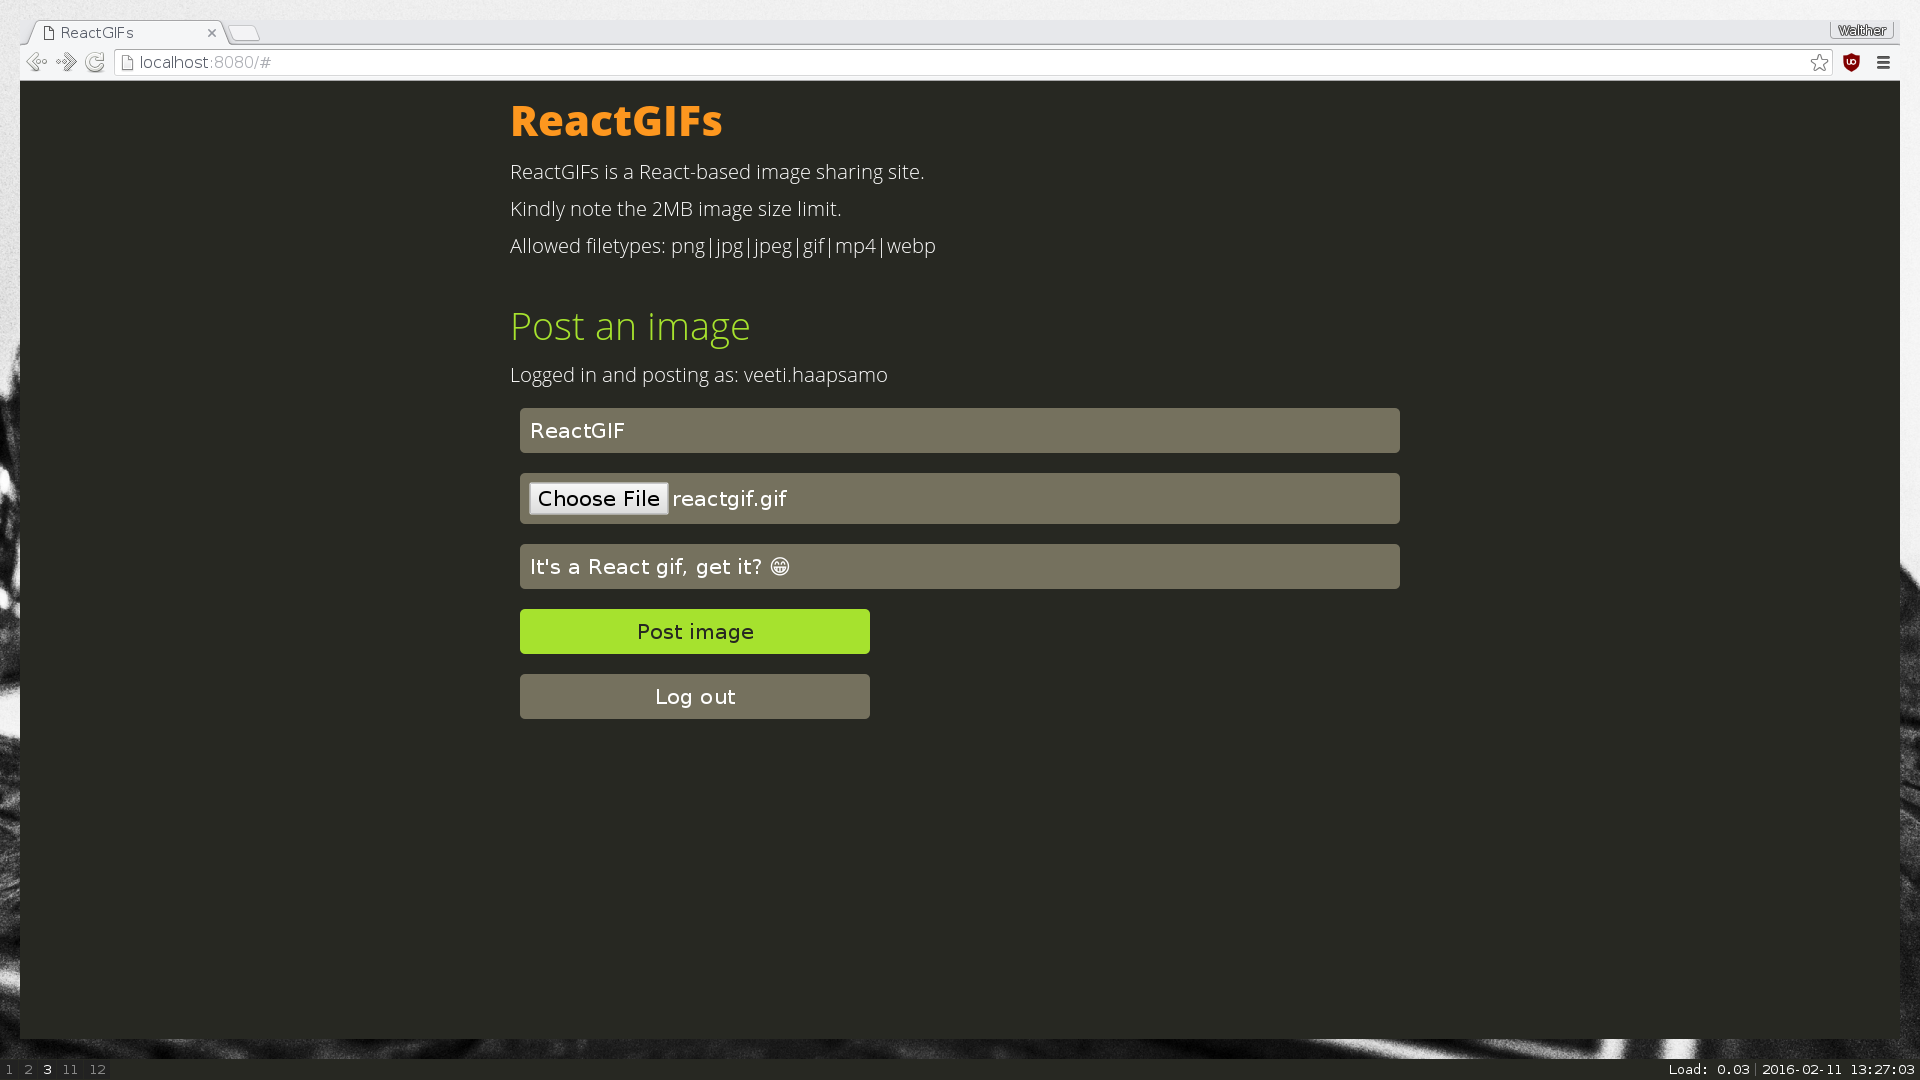 ReactGIFs
Walther
localhost:8080/#
ReactGIFs
ReactGIFs is a React-based image sharing site.
Kindly note the 2MB image size limit.
Allowed filetypes: png|jpg|jpeg|gif|mp4|webp
Post an image
Logged in and posting as: veeti.haapsamo
ReactGIF
Choose File reactgif.gif
It's a React gif, get it? 😁
Post image
Log out
1 2 3 11 12
Load: 0.03 | 2016-02-11 13:27:03